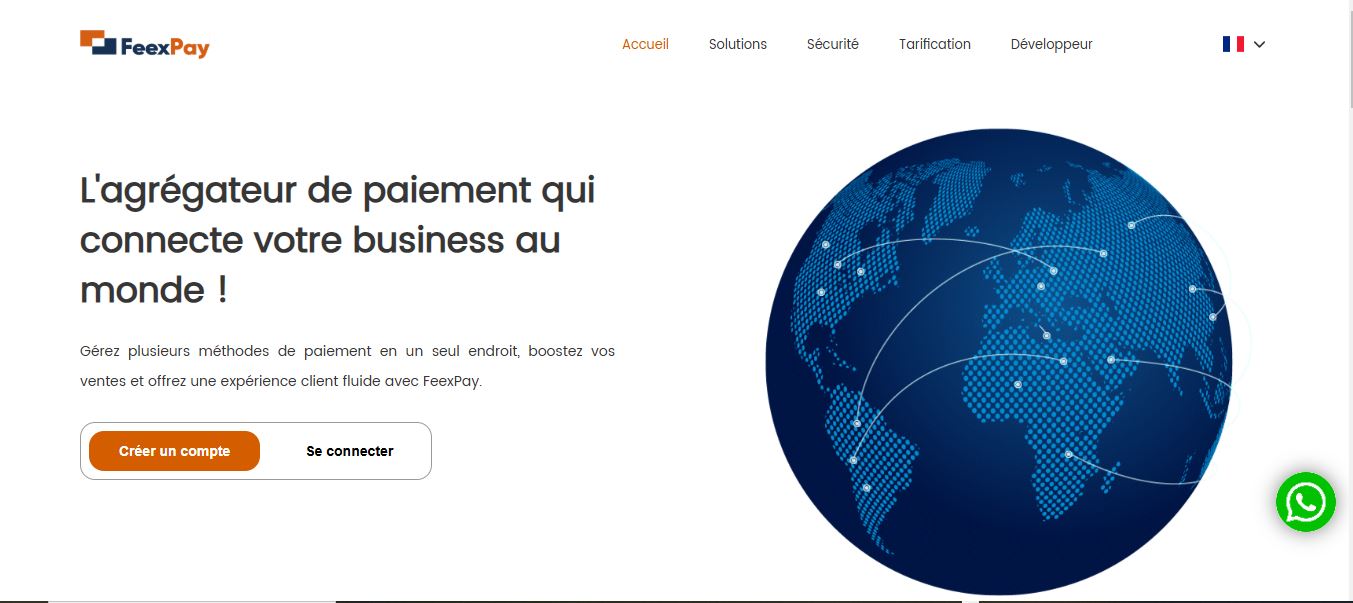 FeexPay
Accueil
Solutions
Sécurité
Tarification
Développeur
L'agrégateur de paiement qui
connecte votre business au
monde !
Gérez plusieurs méthodes de paiement en un seul endroit, boostez vos
ventes et offrez une expérience client fluide avec FeexPay.
Créer un compte
Se connecter